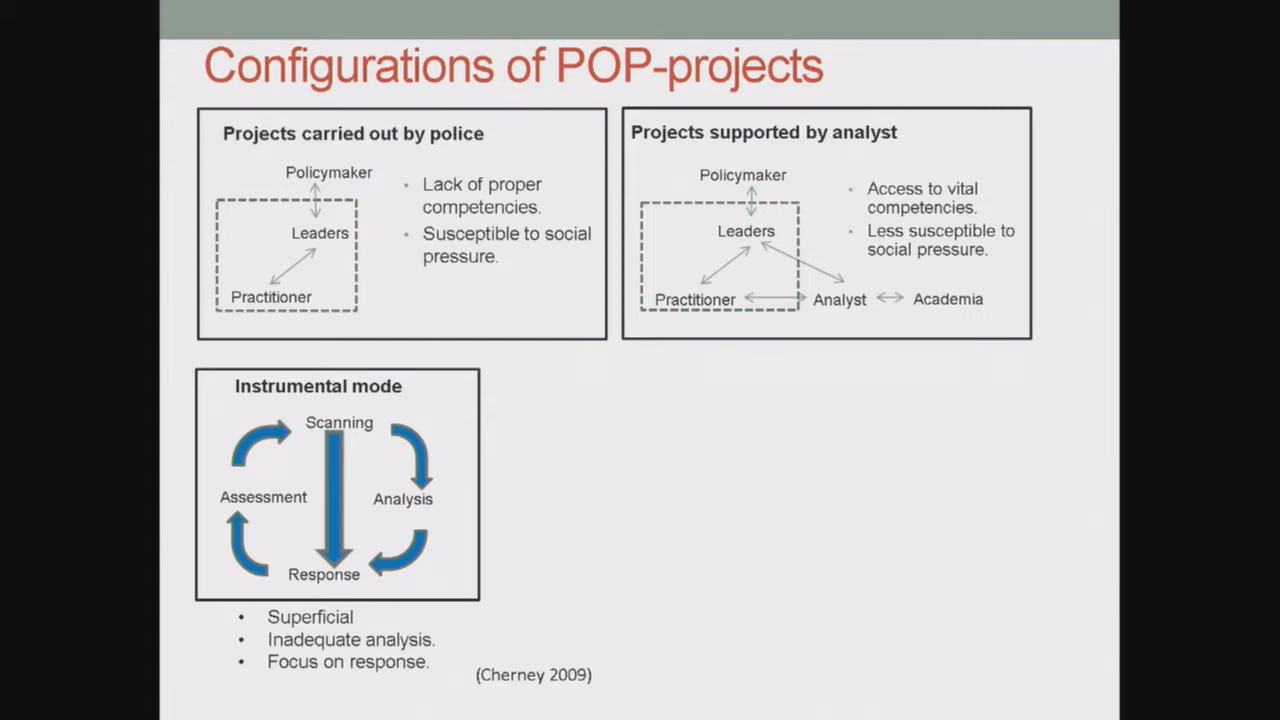 Configurations of POP-projects
Projects carried out by police
Policymaker
Leaders
Practitioner
• Lack of proper
competencies.
• Susceptible to social
pressure.
Projects supported by analyst
Policymaker
Leaders
Practitioner
Analyst
Academia
• Access to vital
competencies.
• Less susceptible to
social pressure.
Instrumental mode
Scanning
Assessment
Analysis
Response
• Superficial
• Inadequate analysis.
• Focus on response.
(Cherney 2009)